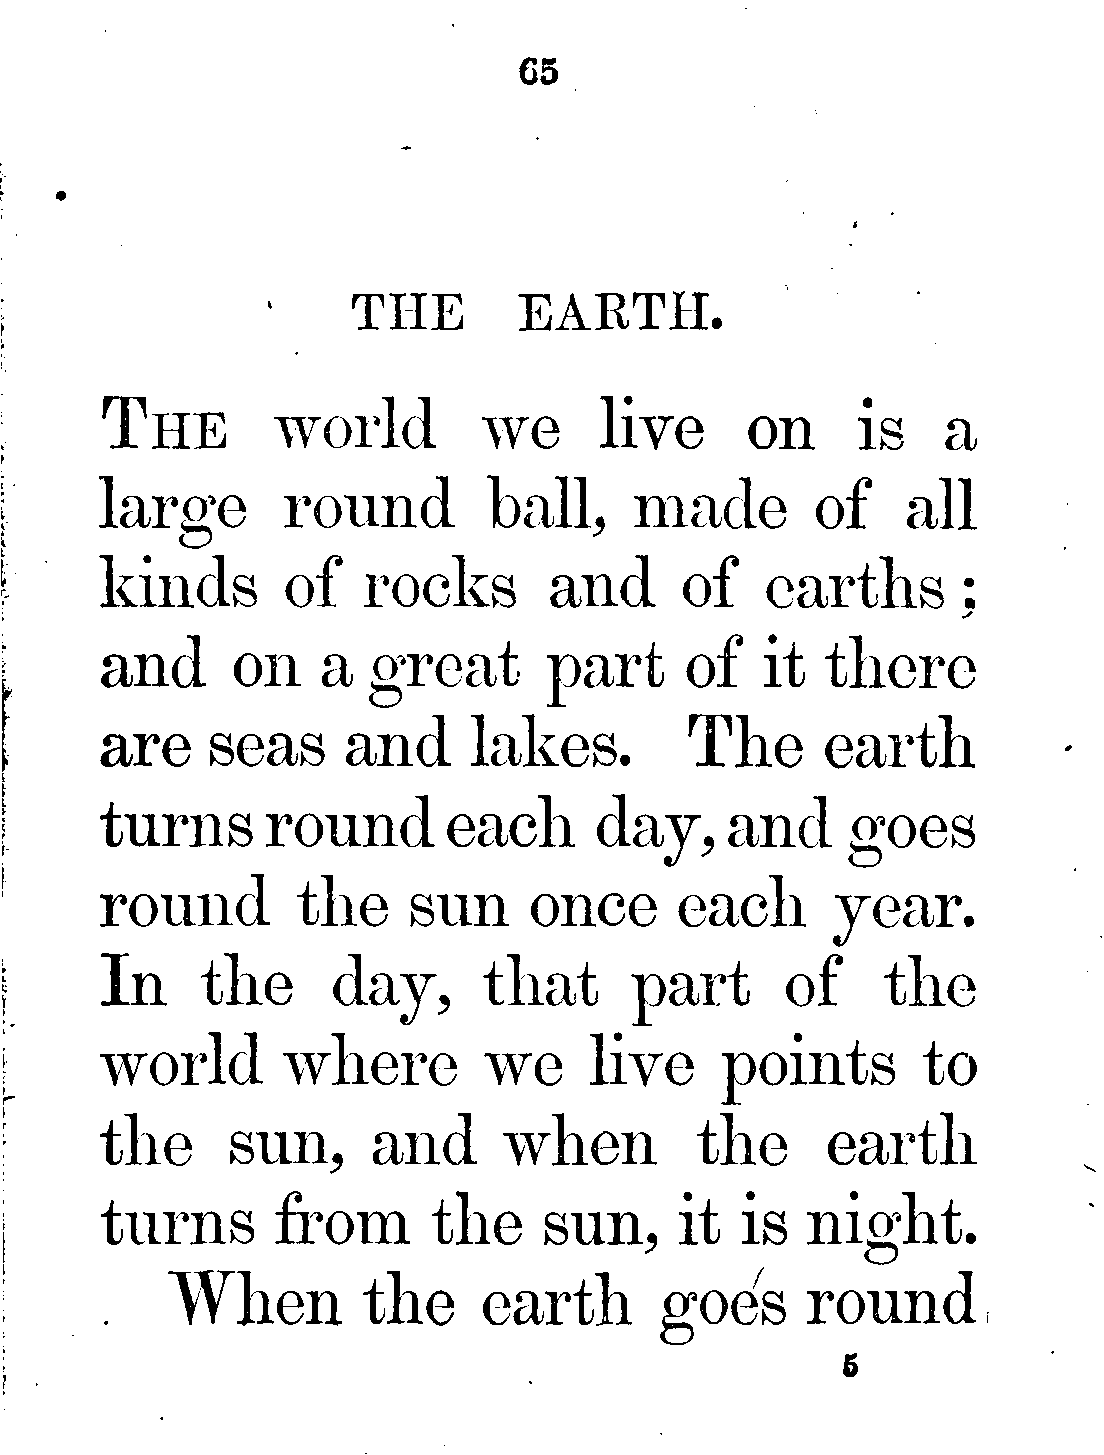 65
THE EARTH.
THE world we live on is a
large round ball, made of all
kinds of rocks and of earths ;
and on a great part of it there
are seas and lakes. The earth
turns round each day, and goes
round the sun once each year.
In the day, that part of the
world where we live points to
the sun, and when the earth
turns from the sun, it is night.
When the earth goes round
5